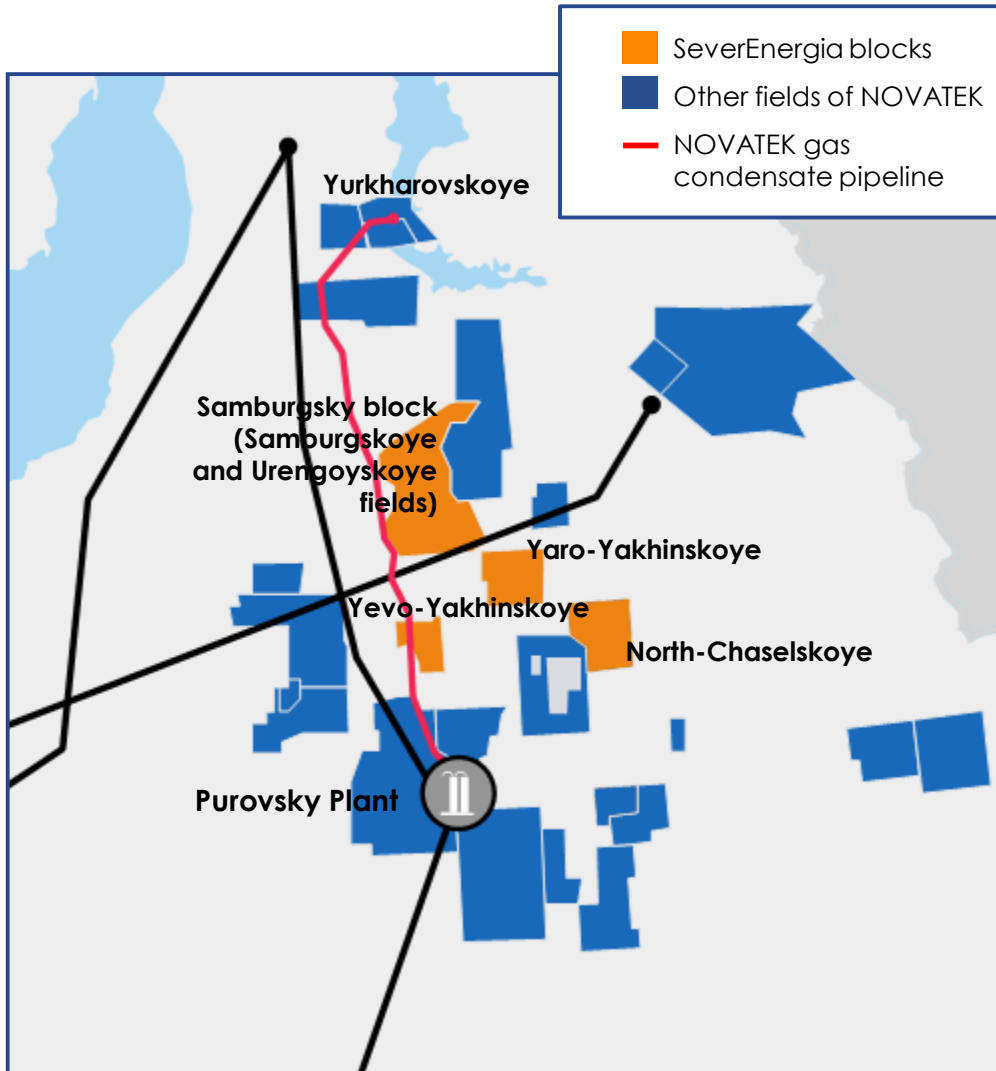 SeverEnergia blocks
Other fields of NOVATEK
NOVATEK gas
condensate pipeline
Yurkharovskoye
Samburgsky block
(Samburgskoye
and Urengoyskoye
fields)
Yaro-Yakhinskoye
Yevo-Yakhinskoye
North-Chaselskoye
Purovsky Plant